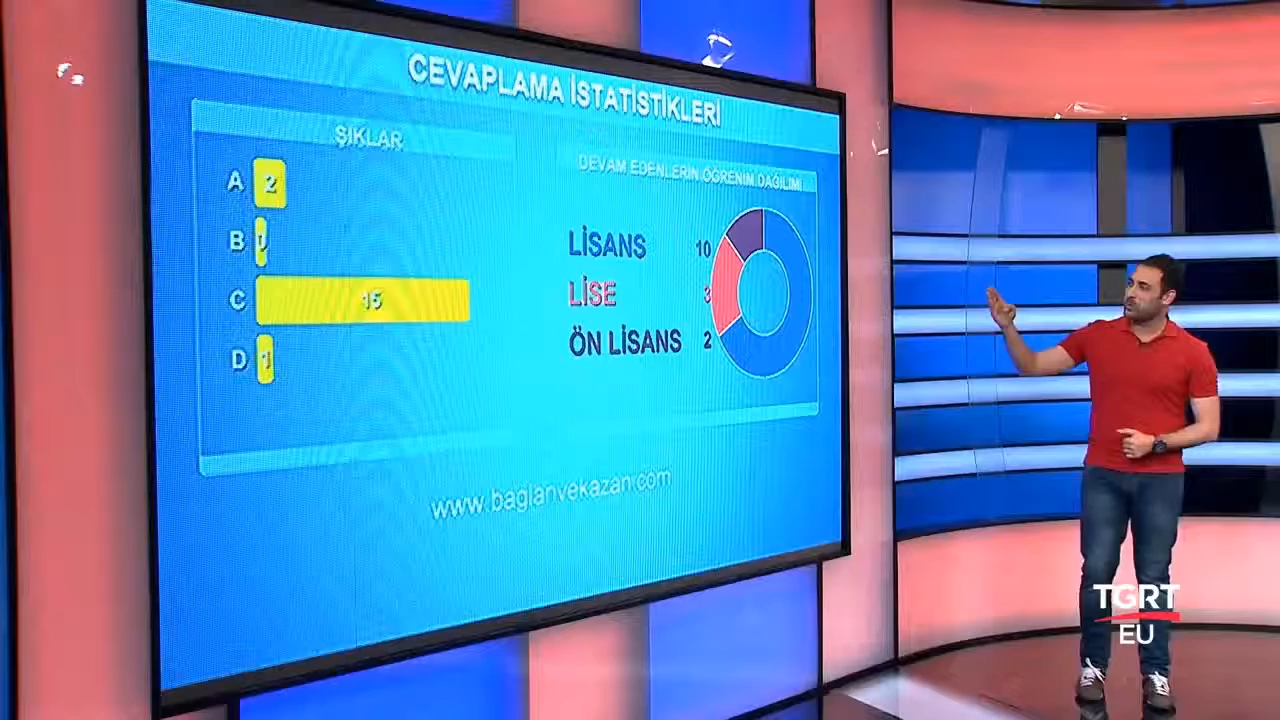 CEVAPLAMA İSTATİSTİKLERİ
ŞIKLAR
A 2
B
C 15
D 1
DEVAM EDENLERİN ÖĞRENİM DAĞILIMI
LİSANS 10
LİSE 3
ÖN LİSANS 2
www.baglanvekazan.com
TGRT
EU